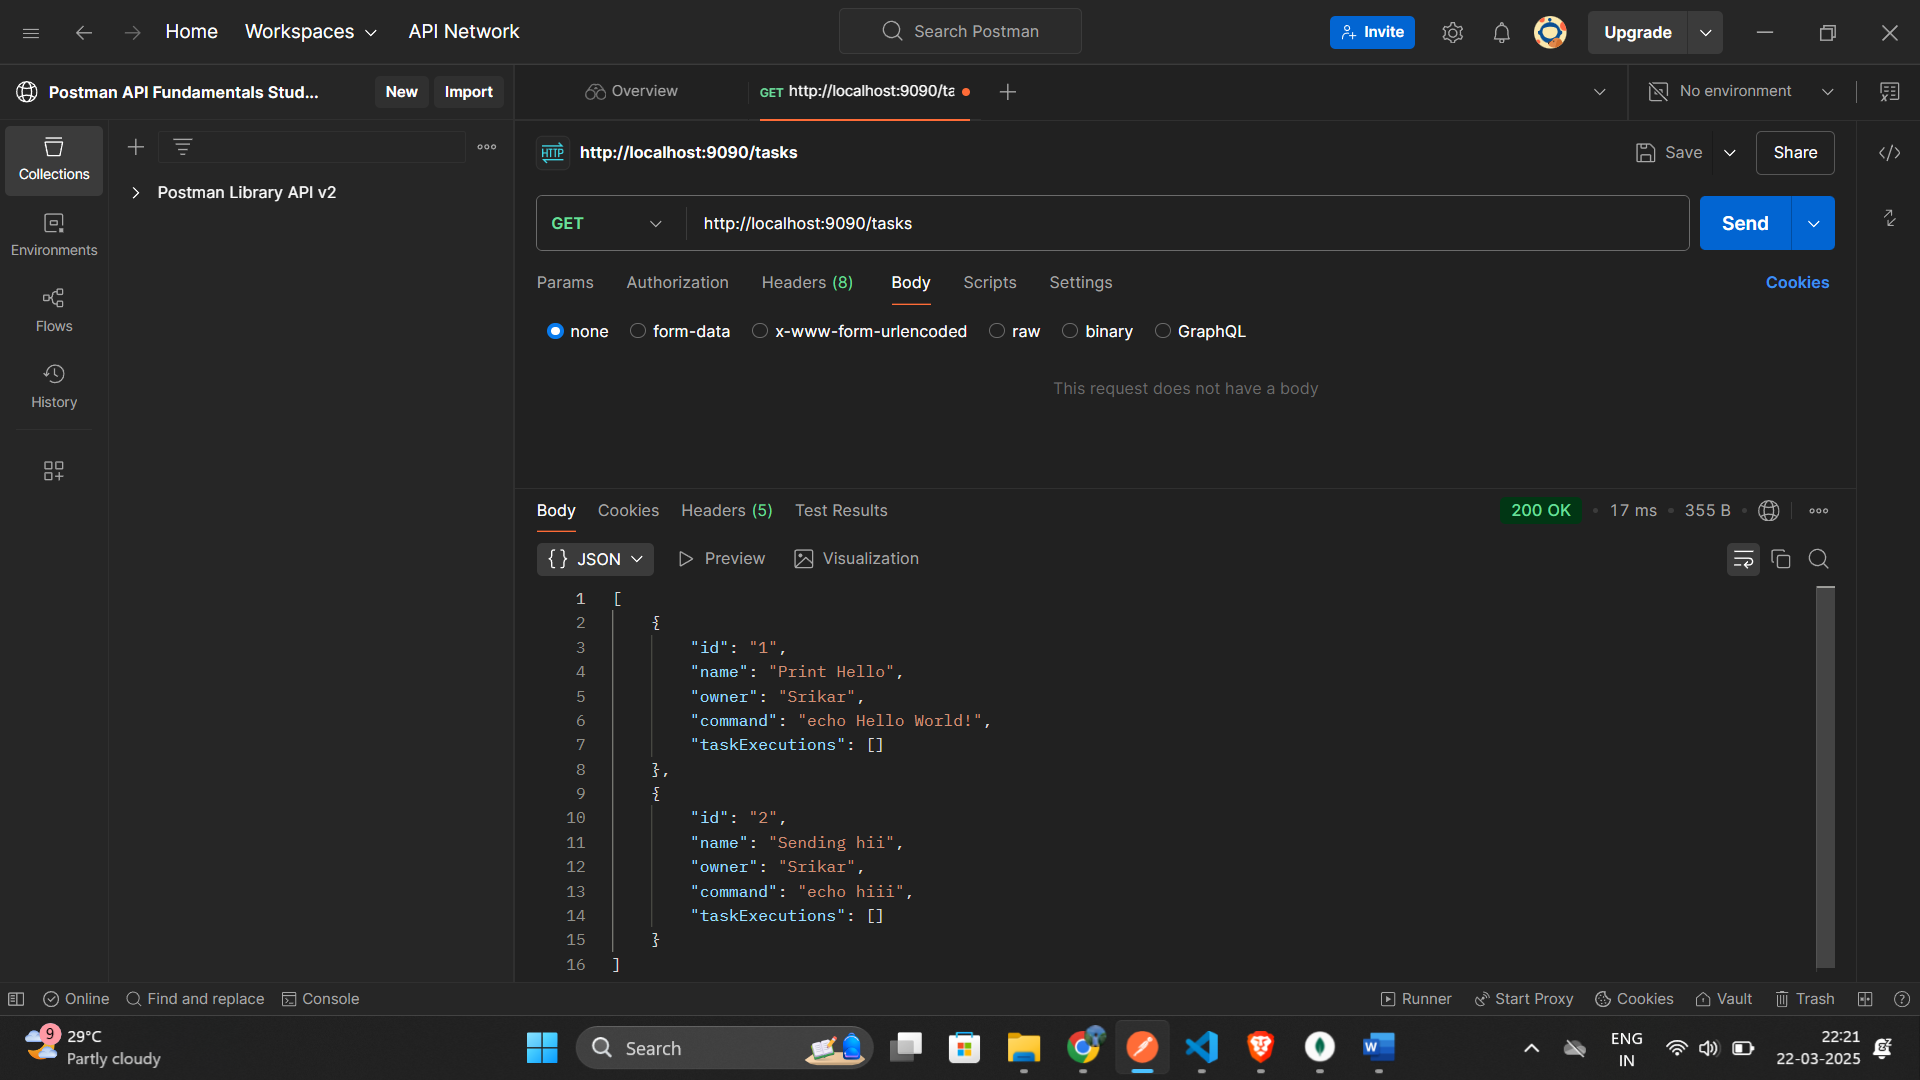 Home Workspaces API Network Search Postman Invite Upgrade
Postman API Fundamentals Stud... New Import Overview GET http://localhost:9090/ta No environment
HTTP http://localhost:9090/tasks Save Share
Collections
Postman Library API v2
GET http://localhost:9090/tasks Send
Environments
Params Authorization Headers (8) Body Scripts Settings Cookies
Flows
none form-data x-www-form-urlencoded raw binary GraphQL
History
This request does not have a body
Body Cookies Headers (5) Test Results 200 OK 17 ms 355 B
{} JSON Preview Visualization
1 [
2 {
3 "id": "1",
4 "name": "Print Hello",
5 "owner": "Srikar",
6 "command": "echo Hello World!",
7 "taskExecutions": []
8 },
9 {
10 "id": "2",
11 "name": "Sending hii",
12 "owner": "Srikar",
13 "command": "echo hiii",
14 "taskExecutions": []
15 }
16 ]
Online Find and replace Console Runner Start Proxy Cookies Vault Trash
9 29°C
Partly cloudy
Search
W
ENG
IN
22:21
22-03-2025